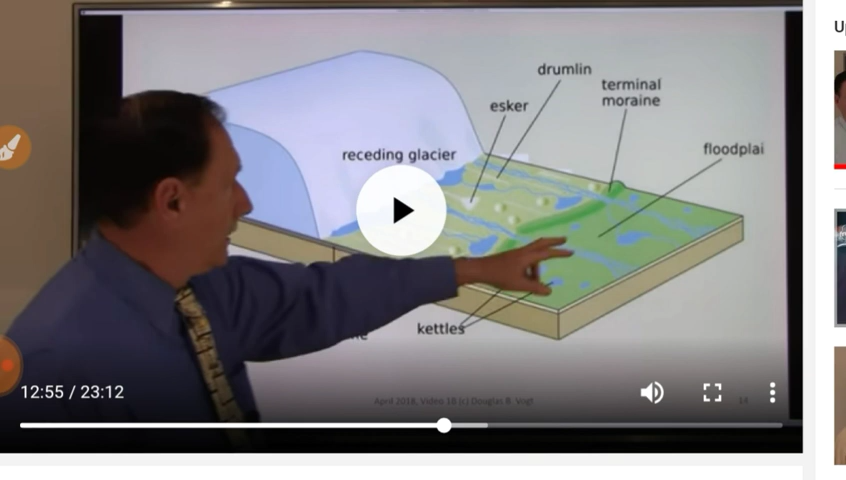 drumlin
terminal
moraine
esker
floodplai
receding glacier
kettles
12:55 / 23:12
April 2016, Video 18 (c) Douglas B. Vogt